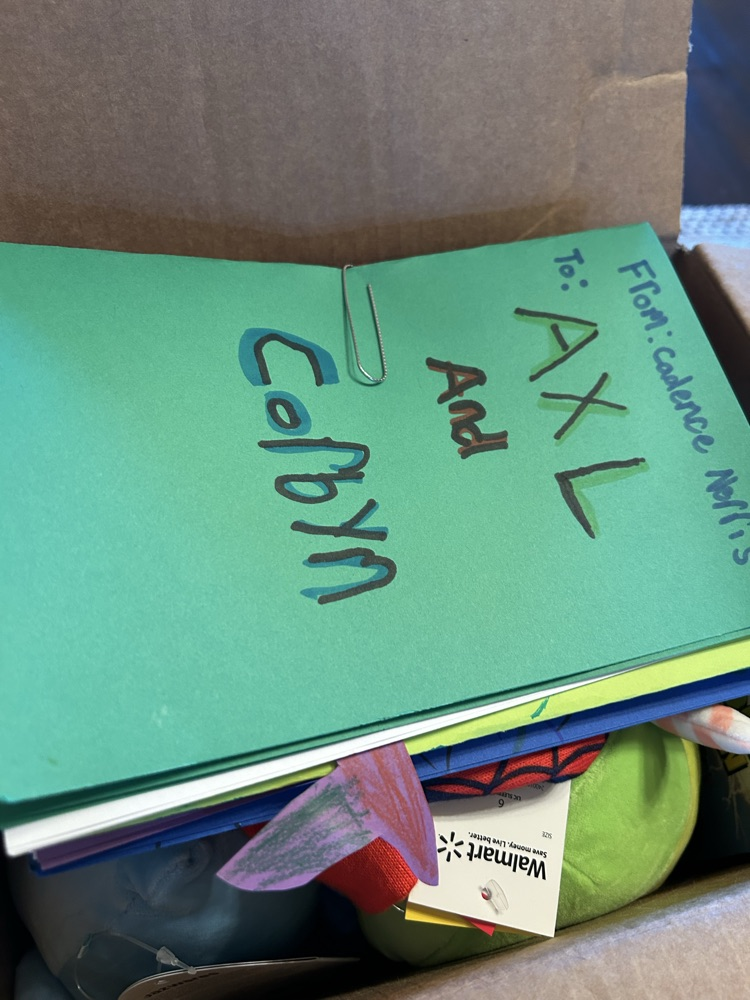 From: Cadence Norris
To:
AXL
And
Corbyn
Walmart
Save money. Live better.
SIZE
6